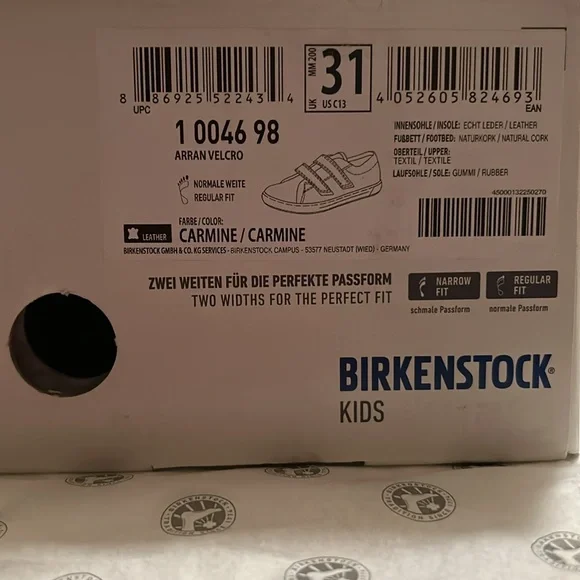 8 86925 52243 4
UPC
MM 200
31
UK
US C13
4 052605 824693
EAN
1 0046 98
ARRAN VELCRO
NORMALE WEITE
REGULAR FIT
INNENSOHLE / INSOLE: ECHT LEDER / LEATHER
FUßBETT / FOOTBED: NATURKORK / NATURAL CORK
OBERTEIL / UPPER:
TEXTIL / TEXTILE
LAUFSOHLE / SOLE: GUMMI / RUBBER
45000132250270
FARBE / COLOR:
LEATHER
CARMINE / CARMINE
BIRKENSTOCK GMBH & CO. KG SERVICES - BIRKENSTOCK CAMPUS - 53577 NEUSTADT (WIED) - GERMANY
ZWEI WEITEN FÜR DIE PERFEKTE PASSFORM
TWO WIDTHS FOR THE PERFECT FIT
NARROW
FIT
schmale Passform
REGULAR
FIT
normale Passform
BIRKENSTOCK®
KIDS
BIRKENSTOCK
BIRKENSTOCK
BIRKENSTOCK